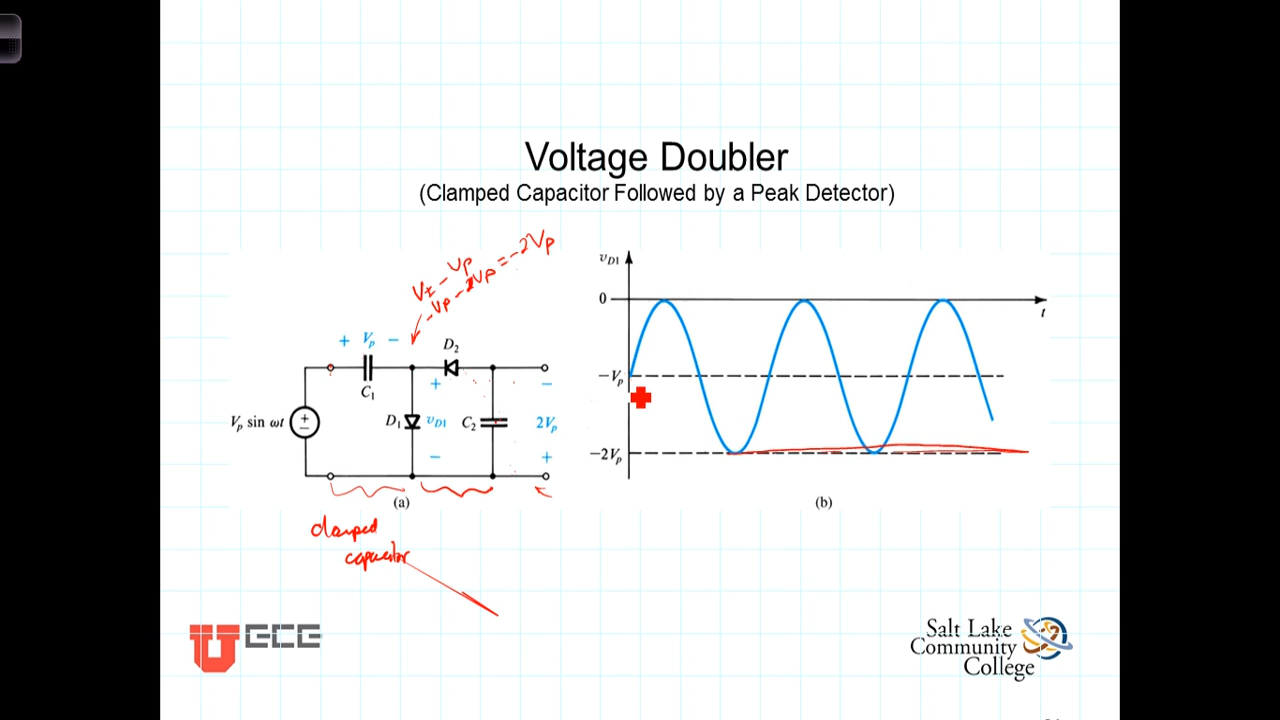 Voltage Doubler
(Clamped Capacitor Followed by a Peak Detector)
Vt - Vp
-Vp - Vp = -2Vp
+ Vp -
D2
C1
+
Vp sin ωt
+
−
D1
vD1
C2
−
2Vp
−
+
(a)
clamped
capacitor
vD1
0
t
−Vp
−2Vp
(b)
U ECE
Salt Lake
Community
College